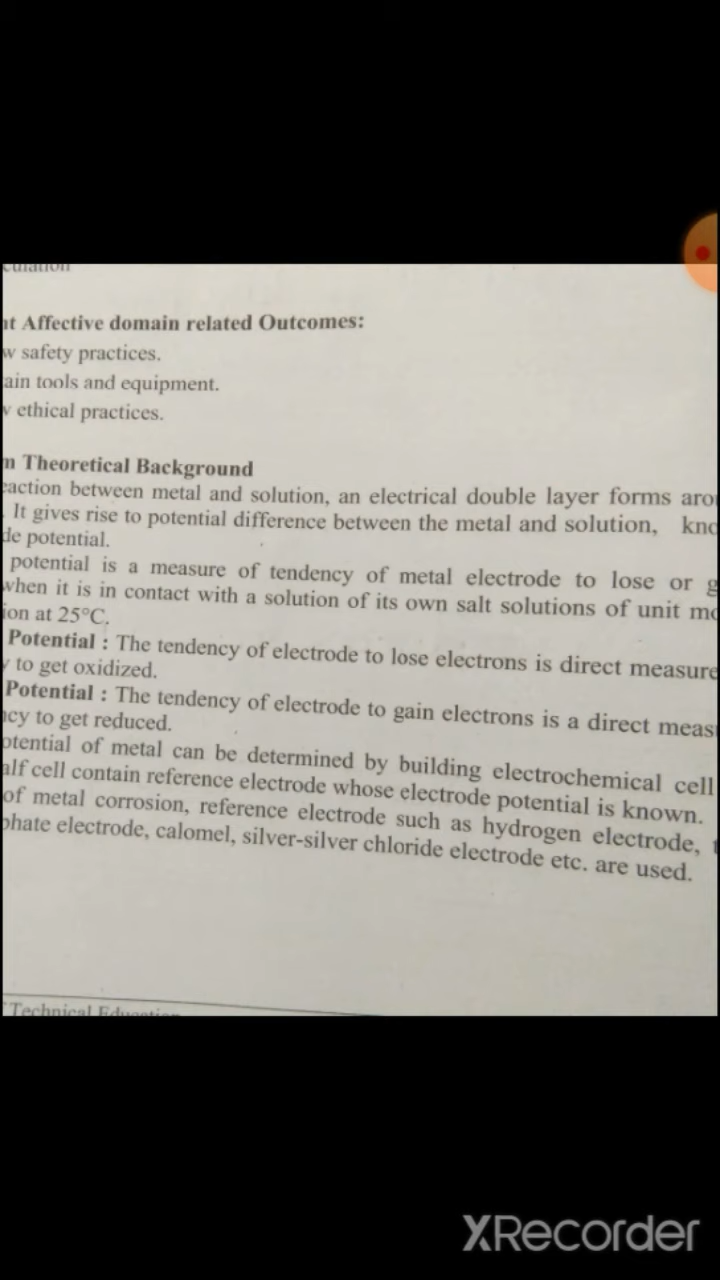 culation
nt Affective domain related Outcomes:
w safety practices.
ain tools and equipment.
v ethical practices.
m Theoretical Background
eaction between metal and solution, an electrical double layer forms aro
. It gives rise to potential difference between the metal and solution, kno
de potential.
potential is a measure of tendency of metal electrode to lose or g
when it is in contact with a solution of its own salt solutions of unit mo
ion at 25°C.
Potential : The tendency of electrode to lose electrons is direct measure
y to get oxidized.
Potential : The tendency of electrode to gain electrons is a direct meas
ncy to get reduced.
otential of metal can be determined by building electrochemical cell
alf cell contain reference electrode whose electrode potential is known.
of metal corrosion, reference electrode such as hydrogen electrode,
phate electrode, calomel, silver-silver chloride electrode etc. are used.
Technical Education
XRecorder